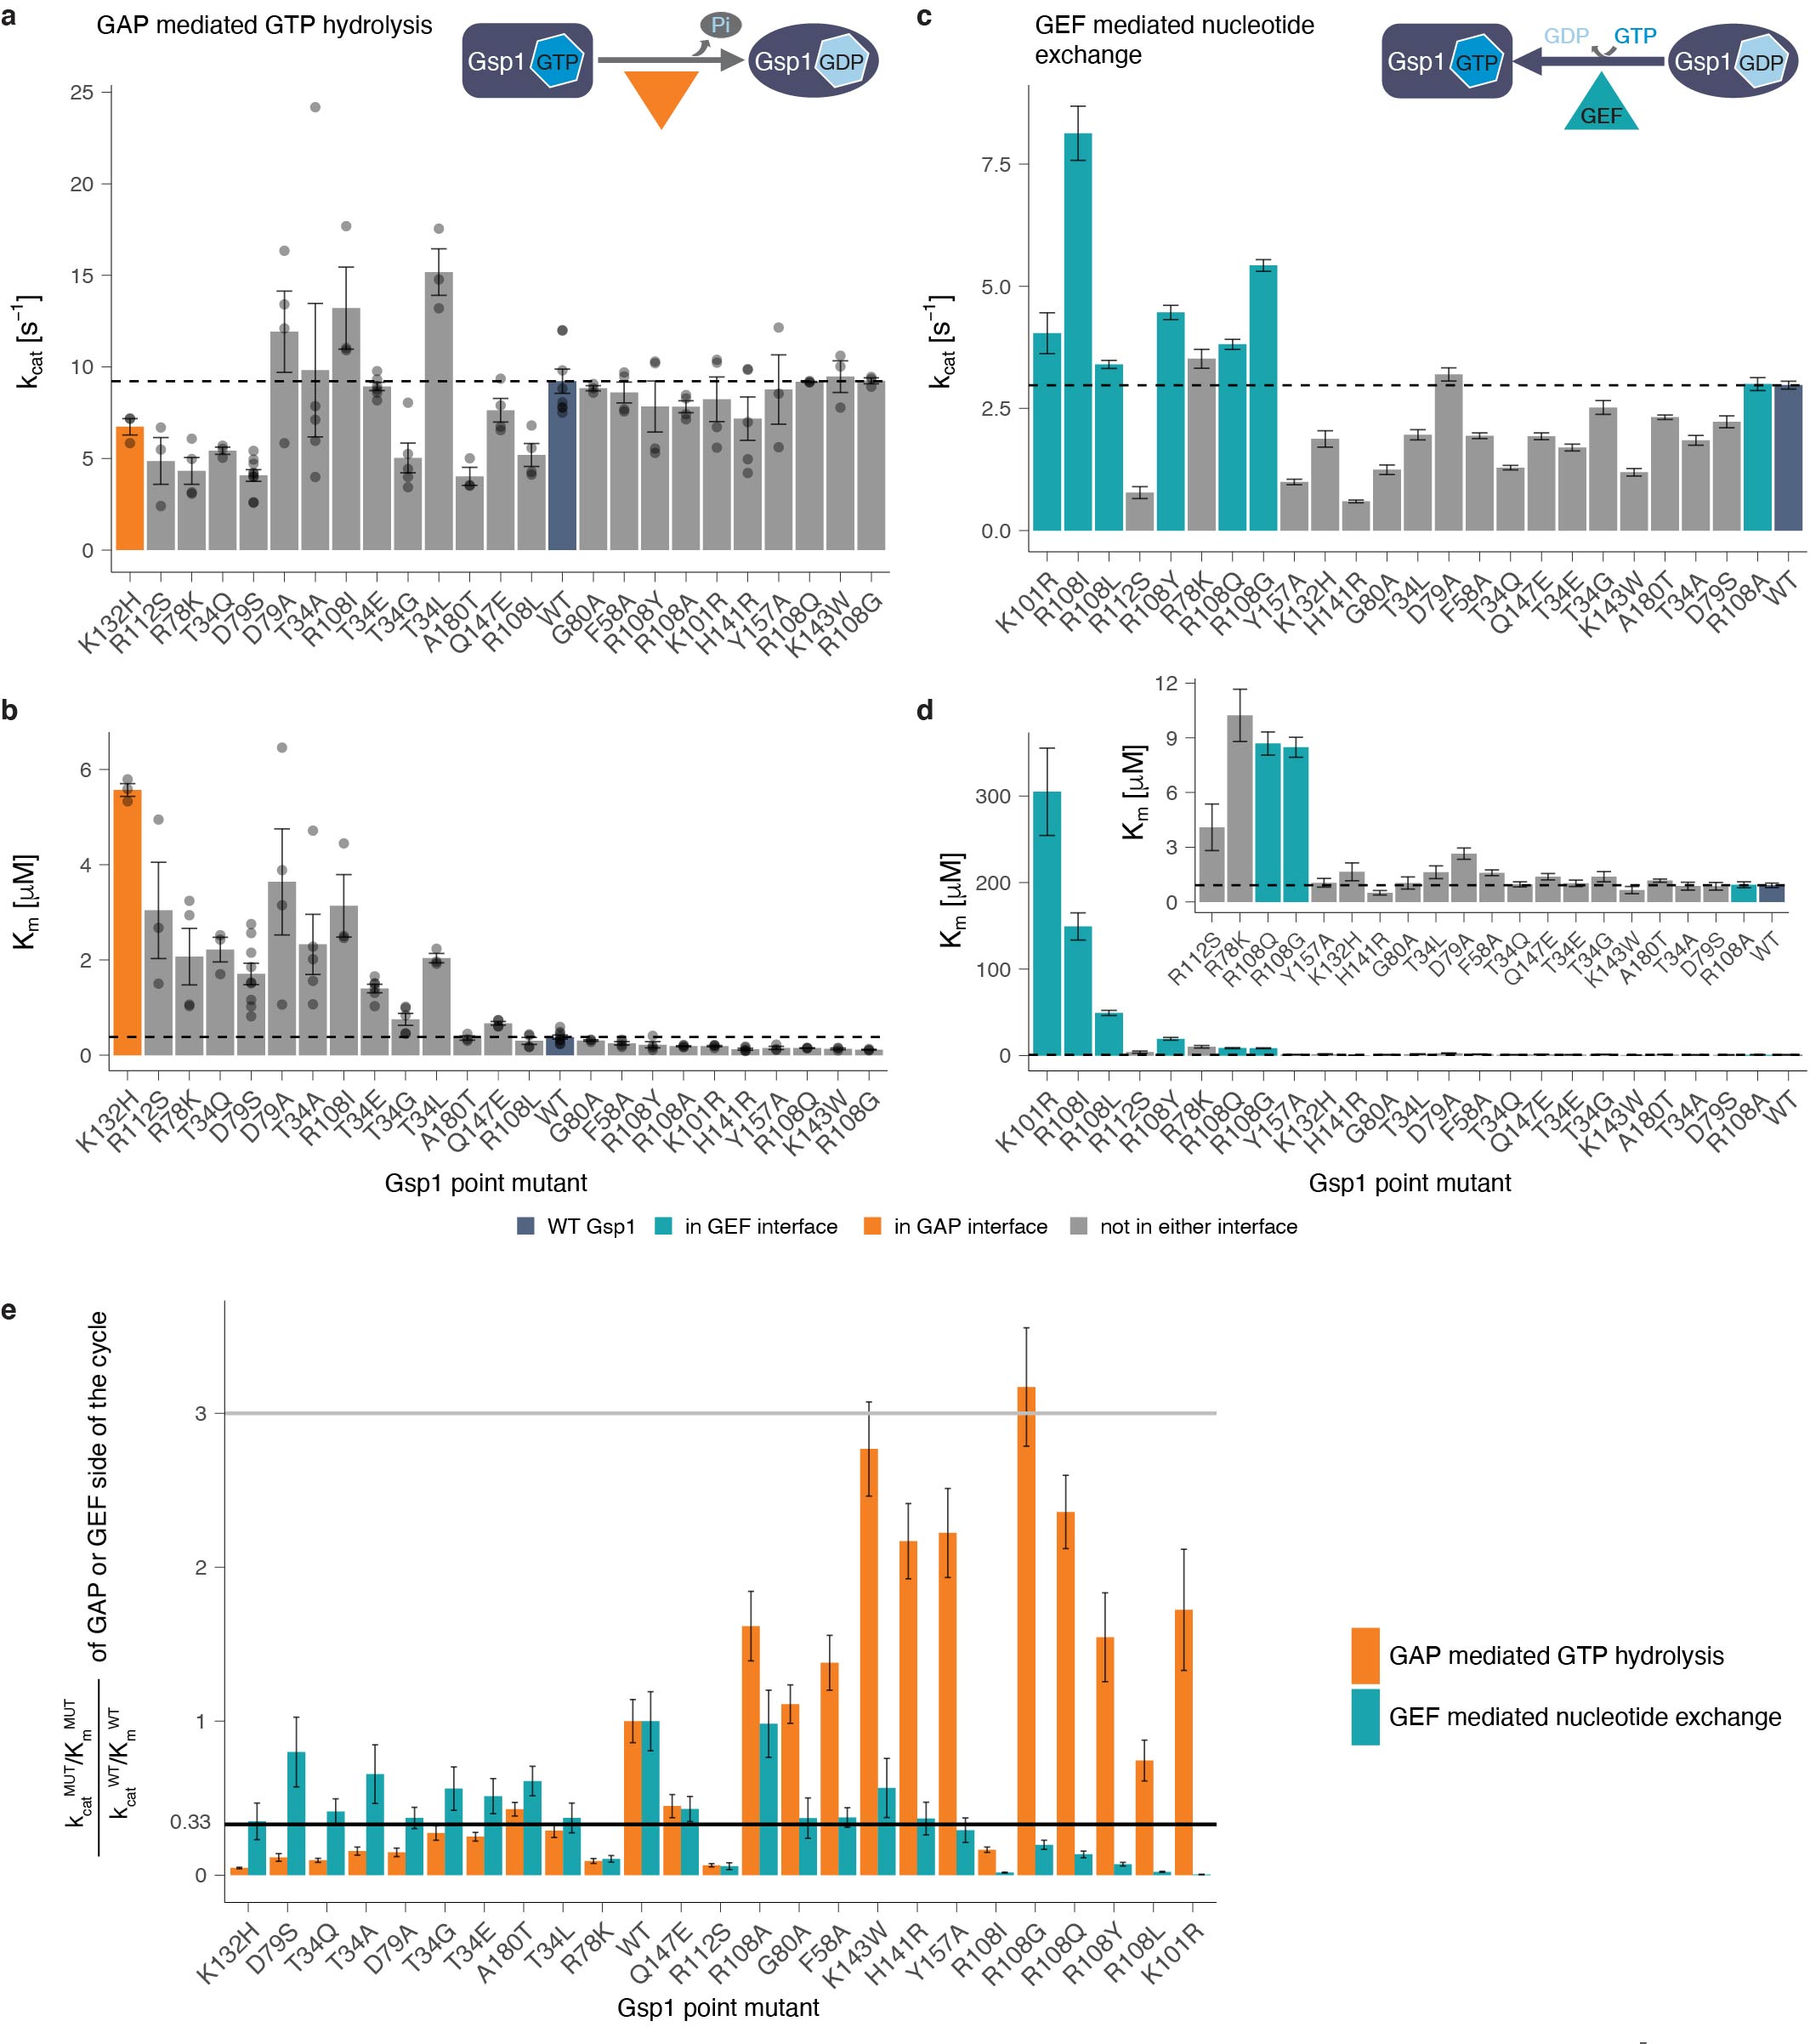 a
GAP mediated GTP hydrolysis
Gsp1 GTP
Pi
Gsp1 GDP
25
20
15
10
5
0
kcat [s−1]
K132H
R112S
R78K
T34Q
D79S
D79A
T34A
R108I
T34E
T34G
T34L
A180T
Q147E
R108L
WT
G80A
F58A
R108Y
R108A
K101R
H141R
Y157A
R108Q
K143W
R108G
c
GEF mediated nucleotide
exchange
Gsp1 GTP
GDP GTP
GEF
Gsp1 GDP
7.5
5.0
2.5
0.0
kcat [s−1]
K101R
R108I
R108L
R112S
R108Y
R78K
R108Q
R108G
Y157A
K132H
H141R
G80A
T34L
D79A
F58A
T34Q
Q147E
T34E
T34G
K143W
A180T
T34A
D79S
R108A
WT
b
6
4
2
0
Km [μM]
K132H
R112S
R78K
T34Q
D79S
D79A
T34A
R108I
T34E
T34G
T34L
A180T
Q147E
R108L
WT
G80A
F58A
R108Y
R108A
K101R
H141R
Y157A
R108Q
K143W
R108G
Gsp1 point mutant
d
300
200
100
0
Km [μM]
12
9
6
3
0
Km [μM]
R112S
R78K
R108Q
R108G
Y157A
K132H
H141R
G80A
T34L
D79A
F58A
T34Q
Q147E
T34E
T34G
K143W
A180T
T34A
D79S
R108A
WT
K101R
R108I
R108L
R112S
R108Y
R78K
R108Q
R108G
Y157A
K132H
H141R
G80A
T34L
D79A
F58A
T34Q
Q147E
T34E
T34G
K143W
A180T
T34A
D79S
R108A
WT
Gsp1 point mutant
WT Gsp1 in GEF interface in GAP interface not in either interface
e
kcatMUT/KmMUT
kcatWT/KmWT
of GAP or GEF side of the cycle
3
2
1
0.33
0
K132H
D79S
T34Q
T34A
D79A
T34G
T34E
A180T
T34L
R78K
WT
Q147E
R112S
R108A
G80A
F58A
K143W
H141R
Y157A
R108I
R108G
R108Q
R108Y
R108L
K101R
Gsp1 point mutant
GAP mediated GTP hydrolysis
GEF mediated nucleotide exchange